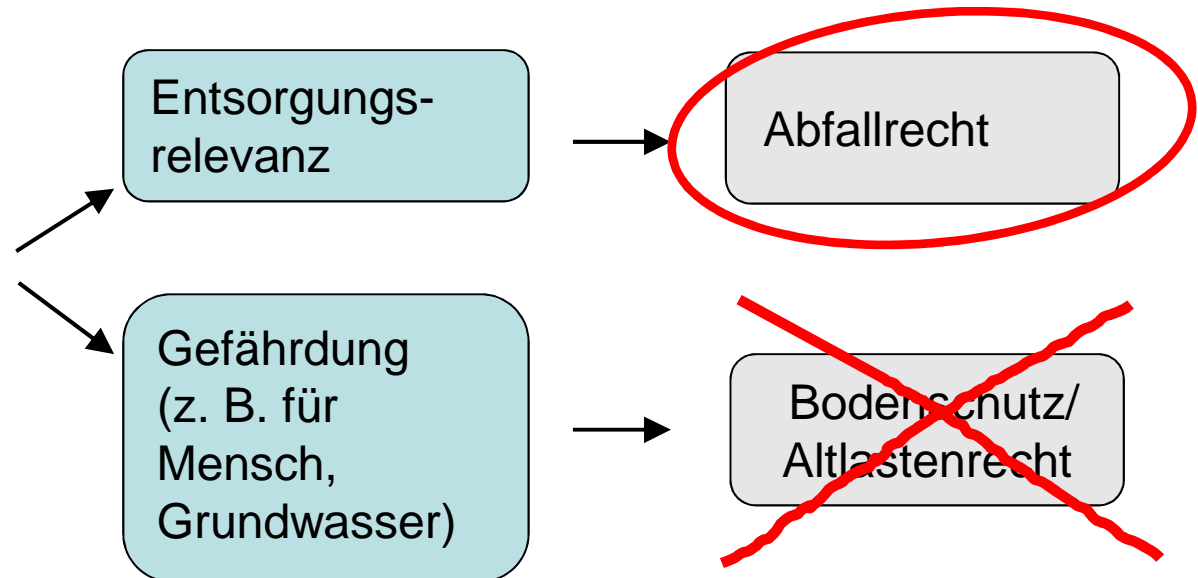 Entsorgungs-
relevanz
Abfallrecht
Gefährdung
(z. B. für
Mensch,
Grundwasser)
Bodenschutz/
Altlastenrecht